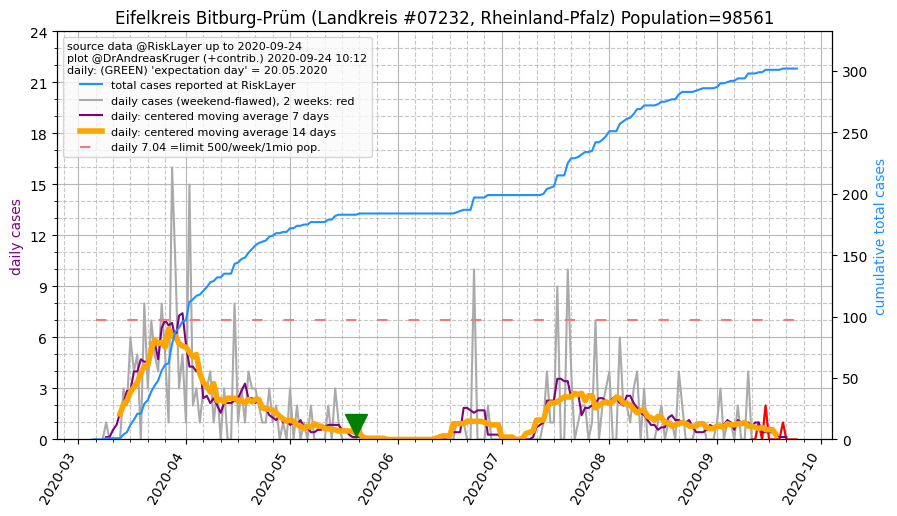 Eifelkreis Bitburg-Prüm (Landkreis #07232, Rheinland-Pfalz) Population=98561
source data @RiskLayer up to 2020-09-24
plot @DrAndreasKruger (+contrib.) 2020-09-24 10:12
daily: (GREEN) 'expectation day' = 20.05.2020
total cases reported at RiskLayer
daily cases (weekend-flawed), 2 weeks: red
daily: centered moving average 7 days
daily: centered moving average 14 days
daily 7.04 =limit 500/week/1mio pop.
daily cases
24
21
18
15
12
9
6
3
0
cumulative total cases
300
250
200
150
100
50
0
2020-03
2020-04
2020-05
2020-06
2020-07
2020-08
2020-09
2020-10